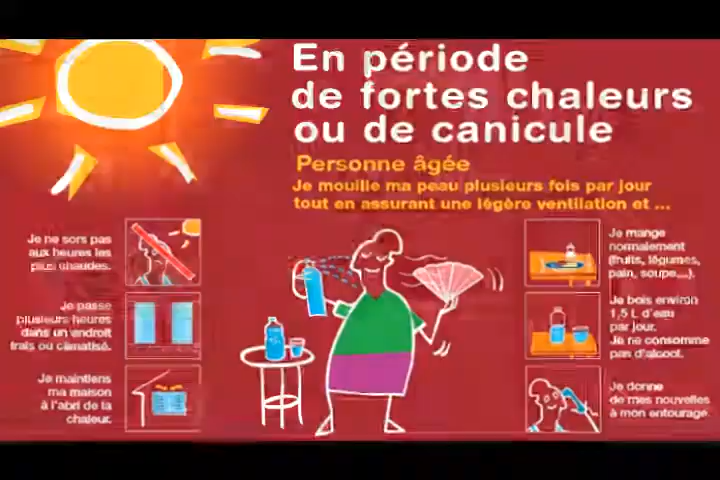 En période
de fortes chaleurs
ou de canicule
Personne âgée
Je mouille ma peau plusieurs fois par jour
tout en assurant une légère ventilation et ...
Je ne sors pas
aux heures les
plus chaudes.
Je passe
plusieurs heures
dans un endroit
frais ou climatisé.
Je maintiens
ma maison
à l'abri de la
chaleur.
Je mange
normalement
(fruits, légumes,
pain, soupe...).
Je bois environ
1,5 L d'eau
par jour.
Je ne consomme
pas d'alcool.
Je donne
de mes nouvelles
à mon entourage.